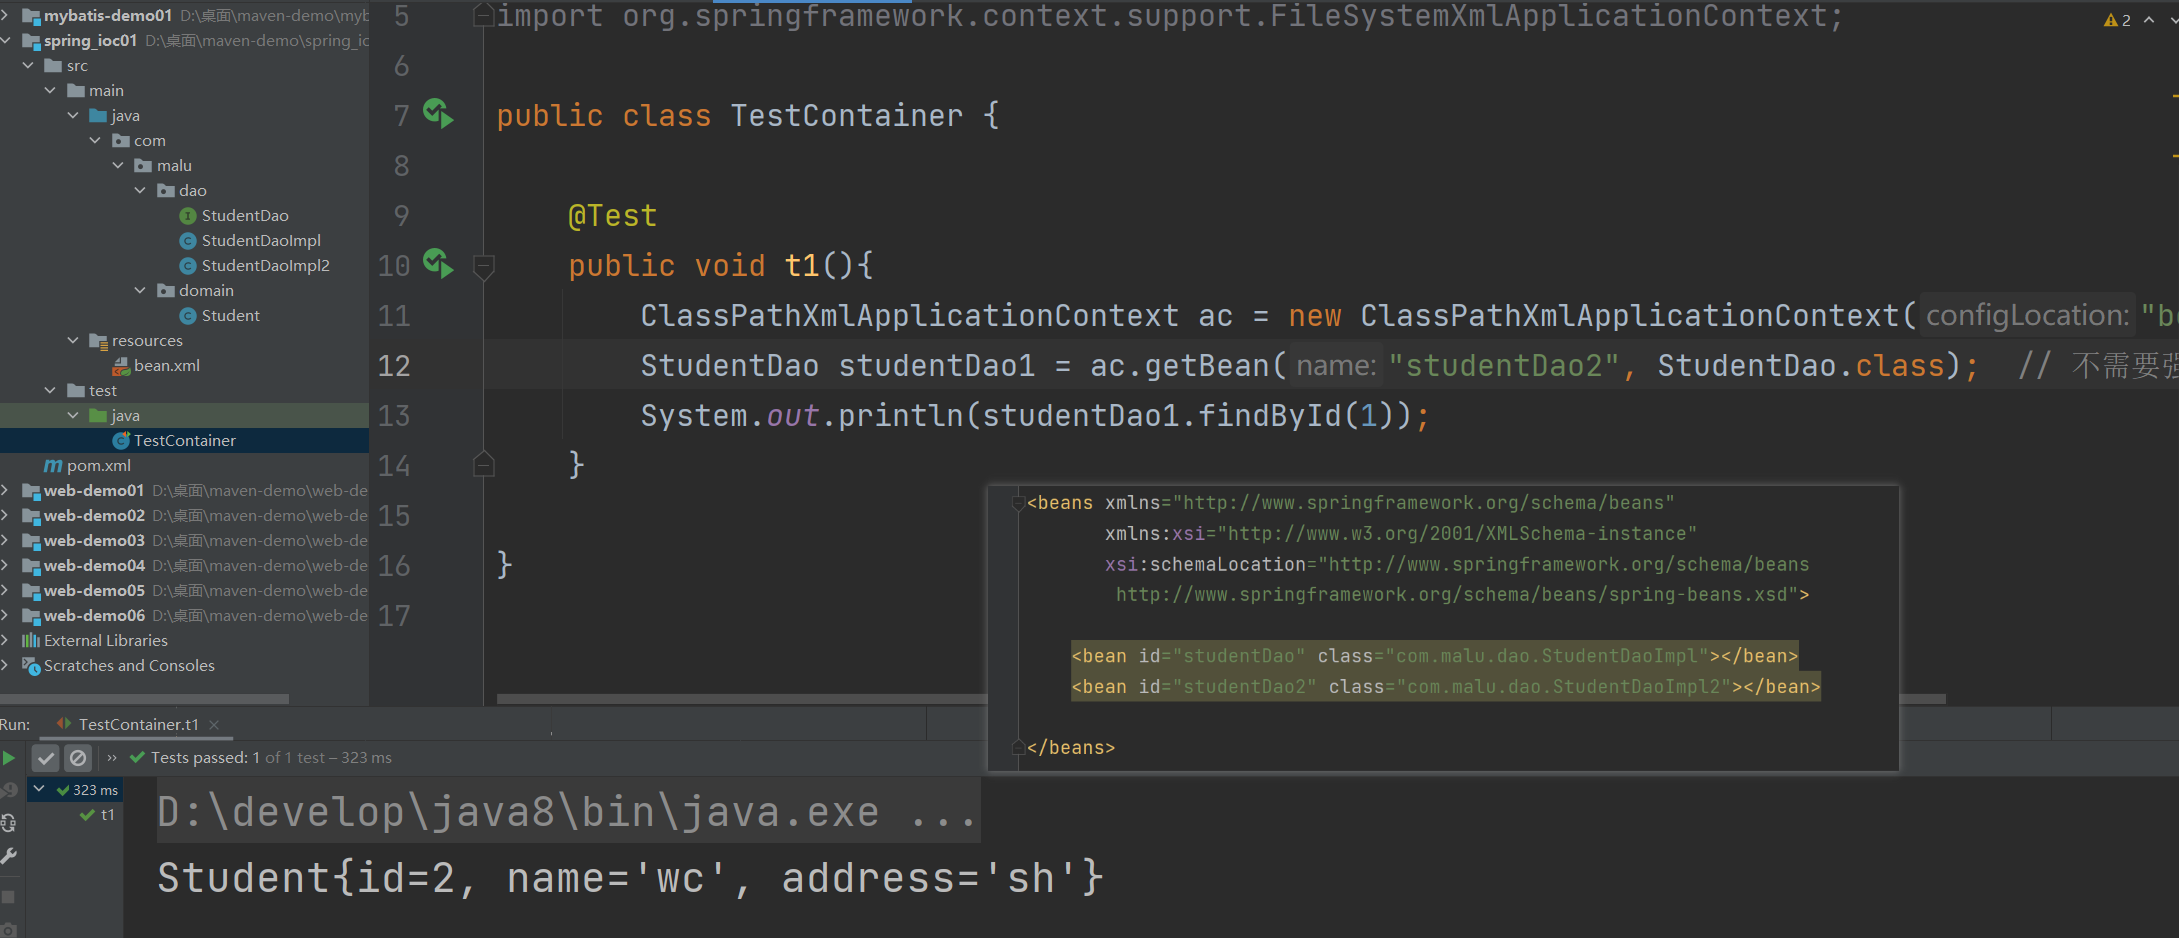 mybatis-demo01 D:\桌面\maven-demo\myb
spring_ioc01 D:\桌面\maven-demo\spring_ic
src
main
java
com
malu
dao
StudentDao
StudentDaoImpl
StudentDaoImpl2
domain
Student
resources
bean.xml
test
java
TestContainer
pom.xml
web-demo01 D:\桌面\maven-demo\web-de
web-demo02 D:\桌面\maven-demo\web-de
web-demo03 D:\桌面\maven-demo\web-de
web-demo04 D:\桌面\maven-demo\web-de
web-demo05 D:\桌面\maven-demo\web-de
web-demo06 D:\桌面\maven-demo\web-de
External Libraries
Scratches and Consoles
5 import org.springframework.context.support.FileSystemXmlApplicationContext;
2
6
7 public class TestContainer {
8
9 @Test
10 public void t1(){
11 ClassPathXmlApplicationContext ac = new ClassPathXmlApplicationContext( configLocation: "be
12 StudentDao studentDao1 = ac.getBean( name: "studentDao2", StudentDao.class); // 不需要强
13 System.out.println(studentDao1.findById(1));
14 }
15
16 }
17
<beans xmlns="http://www.springframework.org/schema/beans"
xmlns:xsi="http://www.w3.org/2001/XMLSchema-instance"
xsi:schemaLocation="http://www.springframework.org/schema/beans
http://www.springframework.org/schema/beans/spring-beans.xsd">
<bean id="studentDao" class="com.malu.dao.StudentDaoImpl"></bean>
<bean id="studentDao2" class="com.malu.dao.StudentDaoImpl2"></bean>
</beans>
Run: TestContainer.t1
Tests passed: 1 of 1 test – 323 ms
323 ms
t1
D:\develop\java8\bin\java.exe ...
Student{id=2, name='wc', address='sh'}